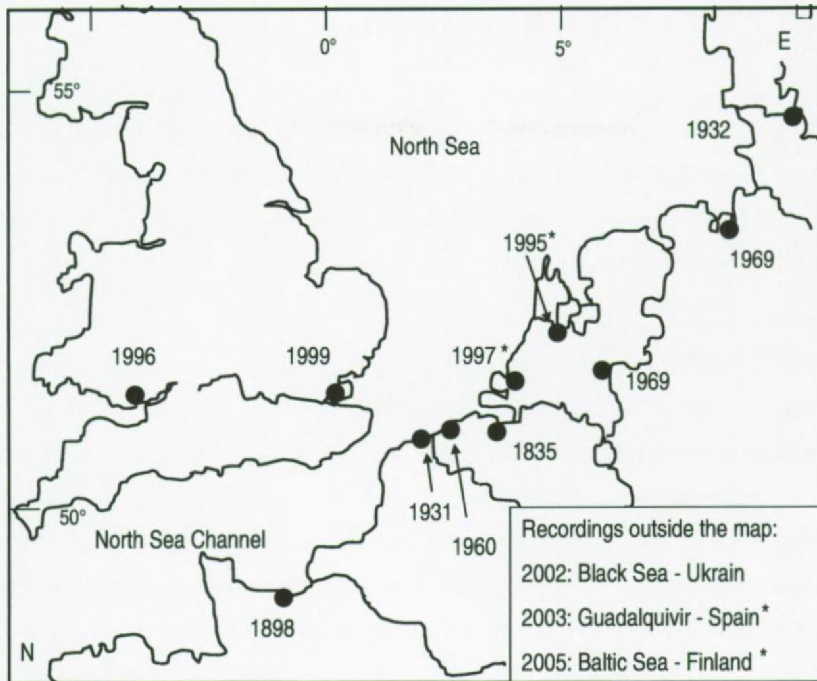 0°
5°
E
55°
1932
North Sea
1995*
1969
1996
1999
1997 *
1969
1835
50°
1931
1960
North Sea Channel
1898
N
Recordings outside the map:
2002: Black Sea - Ukrain
2003: Guadalquivir - Spain*
2005: Baltic Sea - Finland *